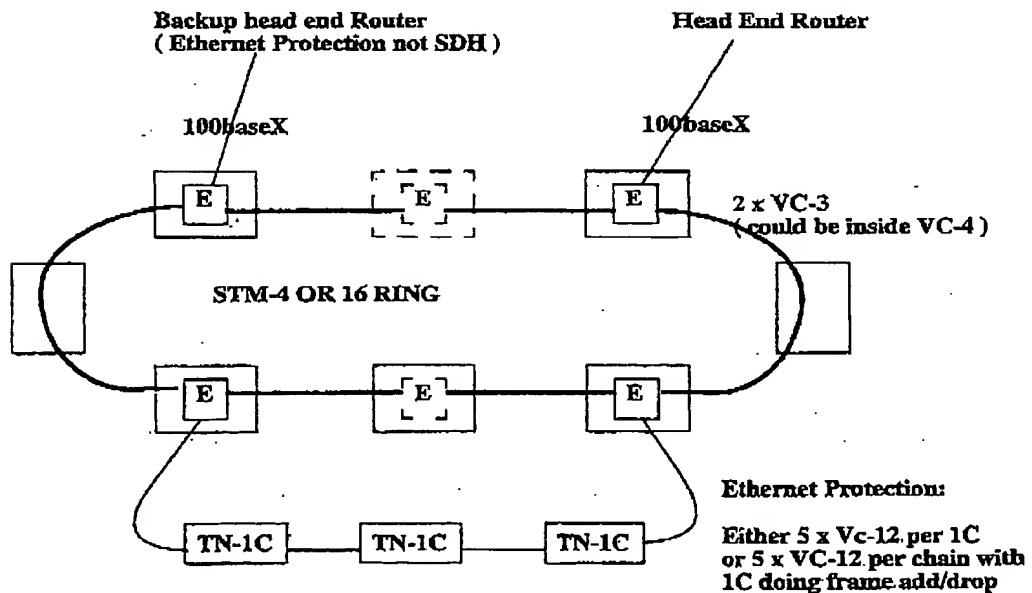 Backup head end Router
( Ethernet Protection not SDH )
Head End Router
100baseX
100baseX
E
E
E
2 x VC-3
( could be inside VC-4 )
STM-4 OR 16 RING
E
E
E
TN-1C
TN-1C
TN-1C
Ethernet Protection:
Either 5 x Vc-12 per 1C
or 5 x VC-12 per chain with
1C doing frame add/drop